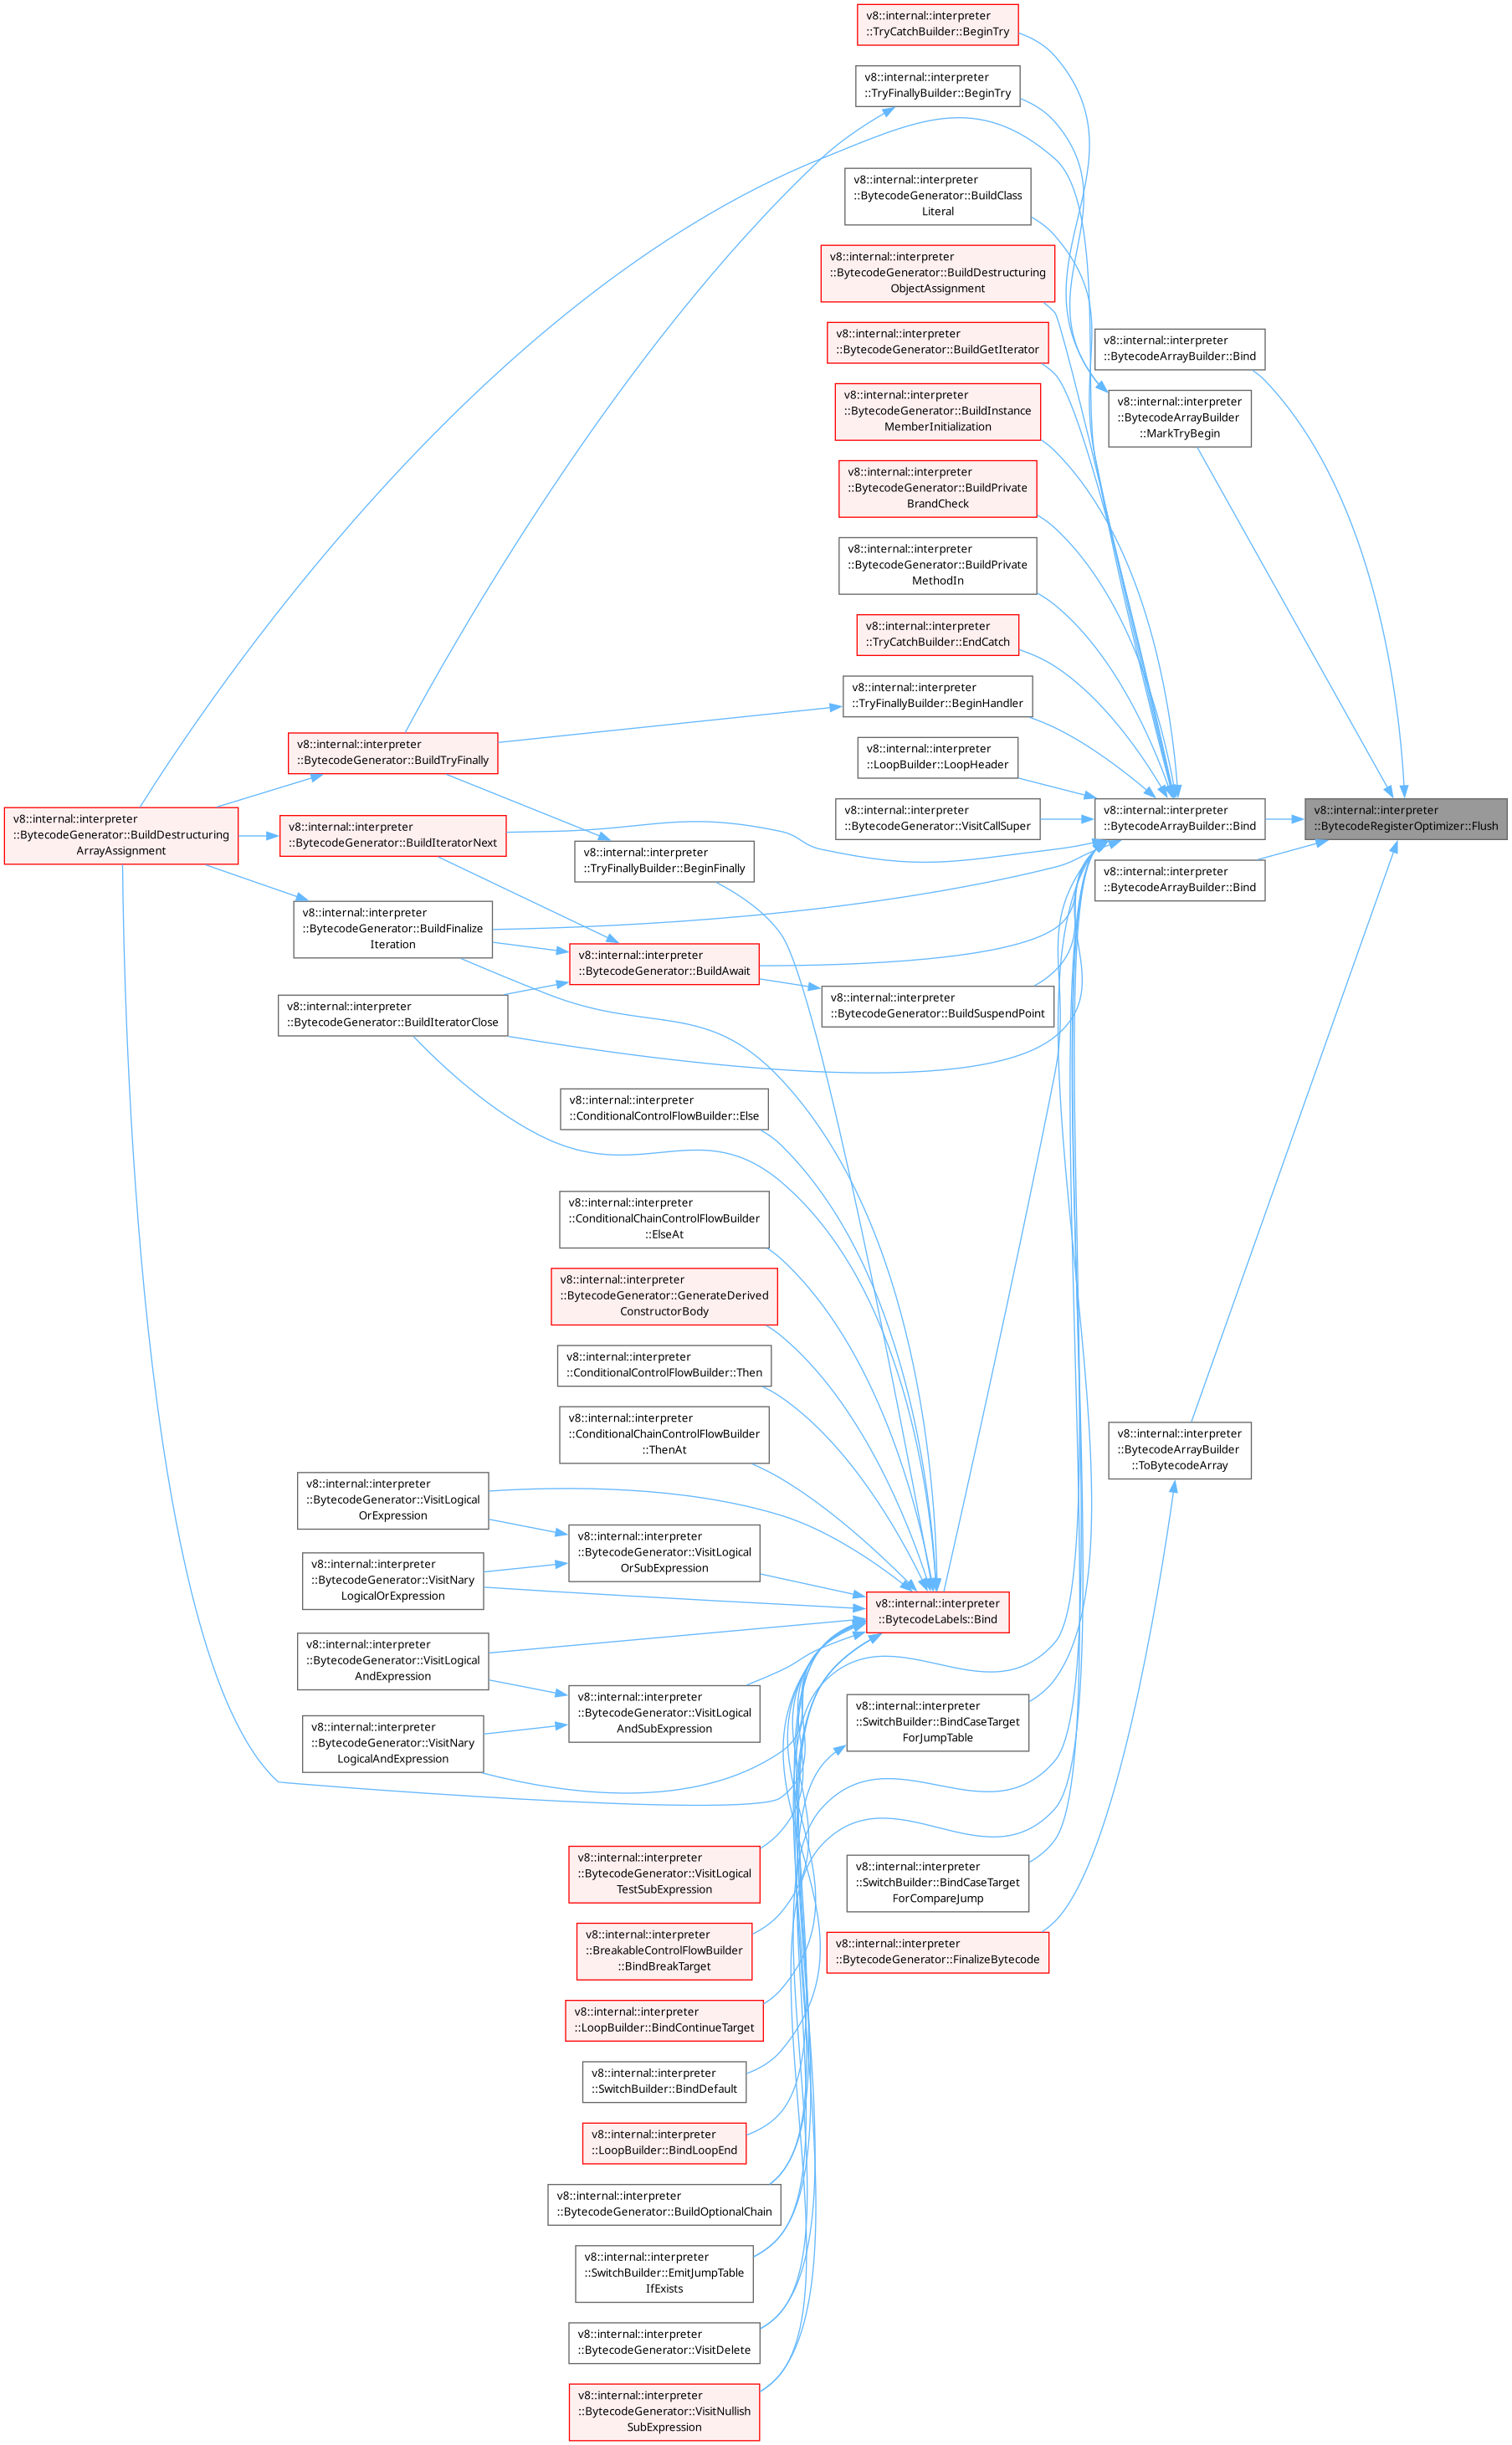 v8::internal::interpreter
::TryCatchBuilder::BeginTry
v8::internal::interpreter
::TryFinallyBuilder::BeginTry
v8::internal::interpreter
::BytecodeGenerator::BuildClass
Literal
v8::internal::interpreter
::BytecodeGenerator::BuildDestructuring
ObjectAssignment
v8::internal::interpreter
::BytecodeGenerator::BuildGetIterator
v8::internal::interpreter
::BytecodeArrayBuilder::Bind
v8::internal::interpreter
::BytecodeGenerator::BuildInstance
MemberInitialization
v8::internal::interpreter
::BytecodeArrayBuilder
::MarkTryBegin
v8::internal::interpreter
::BytecodeGenerator::BuildPrivate
BrandCheck
v8::internal::interpreter
::BytecodeGenerator::BuildPrivate
MethodIn
v8::internal::interpreter
::TryCatchBuilder::EndCatch
v8::internal::interpreter
::TryFinallyBuilder::BeginHandler
v8::internal::interpreter
::BytecodeGenerator::BuildTryFinally
v8::internal::interpreter
::LoopBuilder::LoopHeader
v8::internal::interpreter
::BytecodeGenerator::BuildDestructuring
ArrayAssignment
v8::internal::interpreter
::BytecodeGenerator::BuildIteratorNext
v8::internal::interpreter
::BytecodeGenerator::VisitCallSuper
v8::internal::interpreter
::BytecodeArrayBuilder::Bind
v8::internal::interpreter
::BytecodeRegisterOptimizer::Flush
v8::internal::interpreter
::TryFinallyBuilder::BeginFinally
v8::internal::interpreter
::BytecodeArrayBuilder::Bind
v8::internal::interpreter
::BytecodeGenerator::BuildFinalize
Iteration
v8::internal::interpreter
::BytecodeGenerator::BuildAwait
v8::internal::interpreter
::BytecodeGenerator::BuildSuspendPoint
v8::internal::interpreter
::BytecodeGenerator::BuildIteratorClose
v8::internal::interpreter
::ConditionalControlFlowBuilder::Else
v8::internal::interpreter
::ConditionalChainControlFlowBuilder
::ElseAt
v8::internal::interpreter
::BytecodeGenerator::GenerateDerived
ConstructorBody
v8::internal::interpreter
::ConditionalControlFlowBuilder::Then
v8::internal::interpreter
::ConditionalChainControlFlowBuilder
::ThenAt
v8::internal::interpreter
::BytecodeArrayBuilder
::ToBytecodeArray
v8::internal::interpreter
::BytecodeGenerator::VisitLogical
OrExpression
v8::internal::interpreter
::BytecodeGenerator::VisitLogical
OrSubExpression
v8::internal::interpreter
::BytecodeGenerator::VisitNary
LogicalOrExpression
v8::internal::interpreter
::BytecodeLabels::Bind
v8::internal::interpreter
::BytecodeGenerator::VisitLogical
AndExpression
v8::internal::interpreter
::BytecodeGenerator::VisitLogical
AndSubExpression
v8::internal::interpreter
::SwitchBuilder::BindCaseTarget
ForJumpTable
v8::internal::interpreter
::BytecodeGenerator::VisitNary
LogicalAndExpression
v8::internal::interpreter
::BytecodeGenerator::VisitLogical
TestSubExpression
v8::internal::interpreter
::SwitchBuilder::BindCaseTarget
ForCompareJump
v8::internal::interpreter
::BreakableControlFlowBuilder
::BindBreakTarget
v8::internal::interpreter
::BytecodeGenerator::FinalizeBytecode
v8::internal::interpreter
::LoopBuilder::BindContinueTarget
v8::internal::interpreter
::SwitchBuilder::BindDefault
v8::internal::interpreter
::LoopBuilder::BindLoopEnd
v8::internal::interpreter
::BytecodeGenerator::BuildOptionalChain
v8::internal::interpreter
::SwitchBuilder::EmitJumpTable
IfExists
v8::internal::interpreter
::BytecodeGenerator::VisitDelete
v8::internal::interpreter
::BytecodeGenerator::VisitNullish
SubExpression